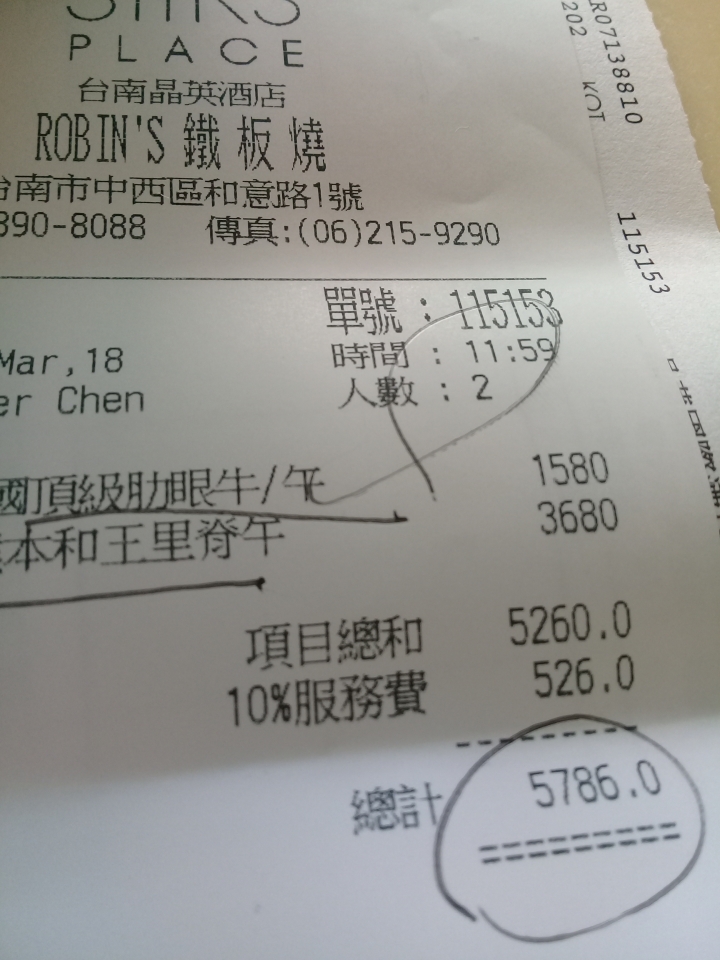 PLACE
台南晶英酒店
ROBIN'S 鐵板燒
台南市中西區和意路1號
890-8088 傳真:(06)215-9290
單號 : 115153
Mar,18 時間 : 11:59
er Chen 人數 : 2
國頂級肋眼牛/午 1580
本和王里脊午 3680
項目總和 5260.0
10%服務費 526.0
總計 5786.0
R07138810
202 KOT
115153